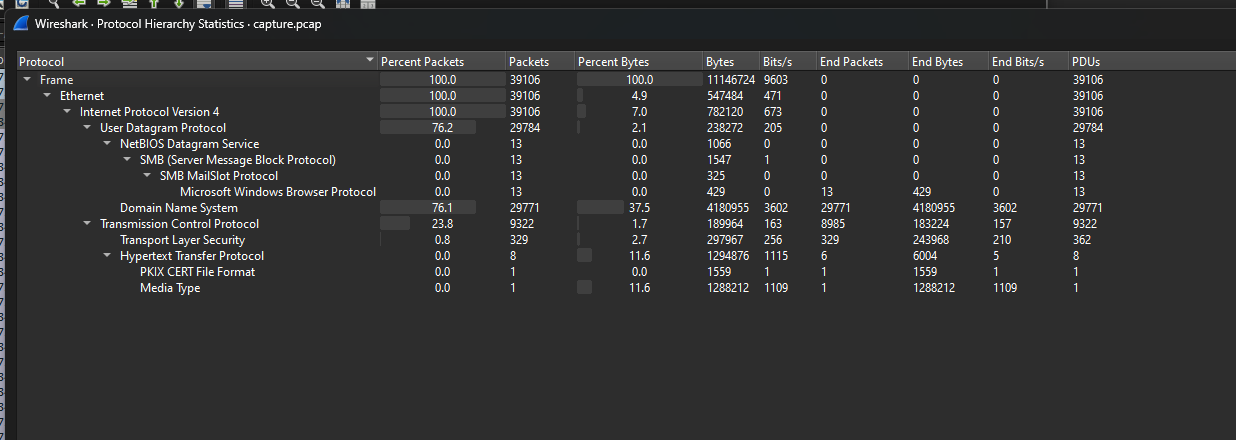 Wireshark · Protocol Hierarchy Statistics · capture.pcap
Protocol Percent Packets Packets Percent Bytes Bytes Bits/s End Packets End Bytes End Bits/s PDUs
Frame 100.0 39106 100.0 11146724 9603 0 0 0 39106
Ethernet 100.0 39106 4.9 547484 471 0 0 0 39106
Internet Protocol Version 4 100.0 39106 7.0 782120 673 0 0 0 39106
User Datagram Protocol 76.2 29784 2.1 238272 205 0 0 0 29784
NetBIOS Datagram Service 0.0 13 0.0 1066 0 0 0 0 13
SMB (Server Message Block Protocol) 0.0 13 0.0 1547 1 0 0 0 13
SMB MailSlot Protocol 0.0 13 0.0 325 0 0 0 0 13
Microsoft Windows Browser Protocol 0.0 13 0.0 429 0 13 429 0 13
Domain Name System 76.1 29771 37.5 4180955 3602 29771 4180955 3602 29771
Transmission Control Protocol 23.8 9322 1.7 189964 163 8985 183224 157 9322
Transport Layer Security 0.8 329 2.7 297967 256 329 243968 210 362
Hypertext Transfer Protocol 0.0 8 11.6 1294876 1115 6 6004 5 8
PKIX CERT File Format 0.0 1 0.0 1559 1 1 1559 1 1
Media Type 0.0 1 11.6 1288212 1109 1 1288212 1109 1